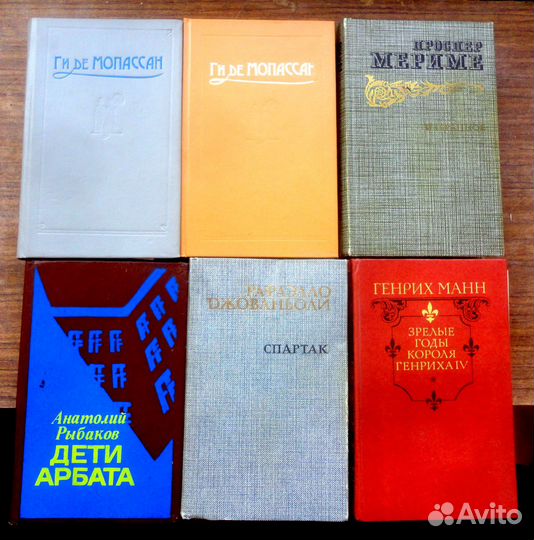 Ги де МОПАССАН
Ги де МОПАССАН
ПРОСПЕР
МЕРИМЕ
ИЗБРАННОЕ
Анатолий
Рыбаков
ДЕТИ
АРБАТА
РАФАЭЛЛО
ДЖОВАНЬОЛИ
СПАРТАК
ГЕНРИХ МАНН
ЗРЕЛЫЕ
ГОДЫ
КОРОЛЯ
ГЕНРИХА IV
Avito